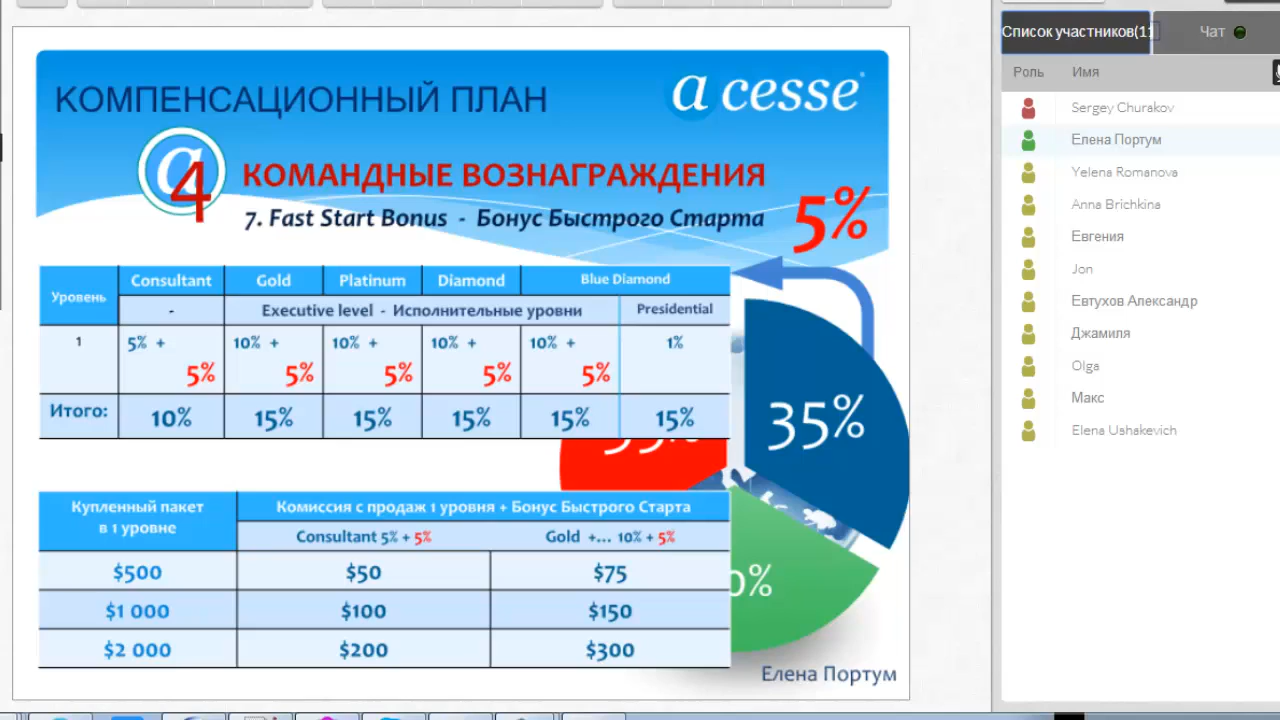 КОМПЕНСАЦИОННЫЙ ПЛАН
acesse®
a 4
КОМАНДНЫЕ ВОЗНАГРАЖДЕНИЯ
7. Fast Start Bonus - Бонус Быстрого Старта
5%
Уровень Consultant Gold Platinum Diamond Blue Diamond
- Executive level - Исполнительные уровни Presidential
1 5% + 10% + 10% + 10% + 10% + 1%
5% 5% 5% 5% 5%
Итого: 10% 15% 15% 15% 15% 15%
35%
Купленный пакет
в 1 уровне
Комиссия с продаж 1 уровня + Бонус Быстрого Старта
Consultant 5% + 5% Gold +... 10% + 5%
$500 $50 $75
$1 000 $100 $150
$2 000 $200 $300
0%
Елена Портум
Список участников(11
Чат
Роль Имя
Sergey Churakov
Елена Портум
Yelena Romanova
Anna Brichkina
Евгения
Jon
Евтухов Александр
Джамиля
Olga
Макс
Elena Ushakevich